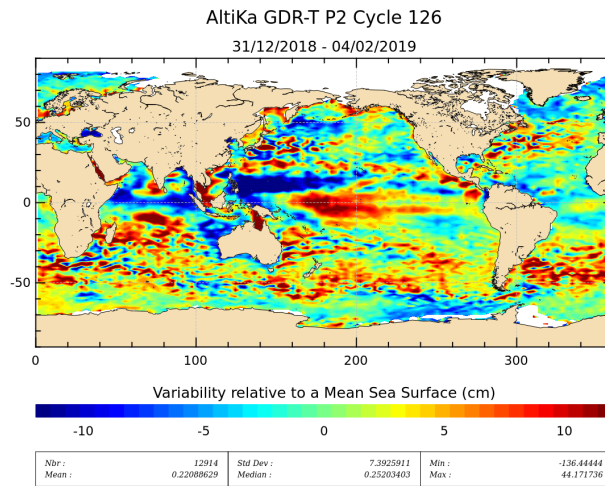 AltiKa GDR-T P2 Cycle 126
31/12/2018 - 04/02/2019
50
0
-50
0 100 200 300
Variability relative to a Mean Sea Surface (cm)
-10 -5 0 5 10
Nbr : 12914 Std Dev : 7.3925911 Min : -136.44444
Mean : 0.22088629 Median : 0.25203403 Max : 44.171736